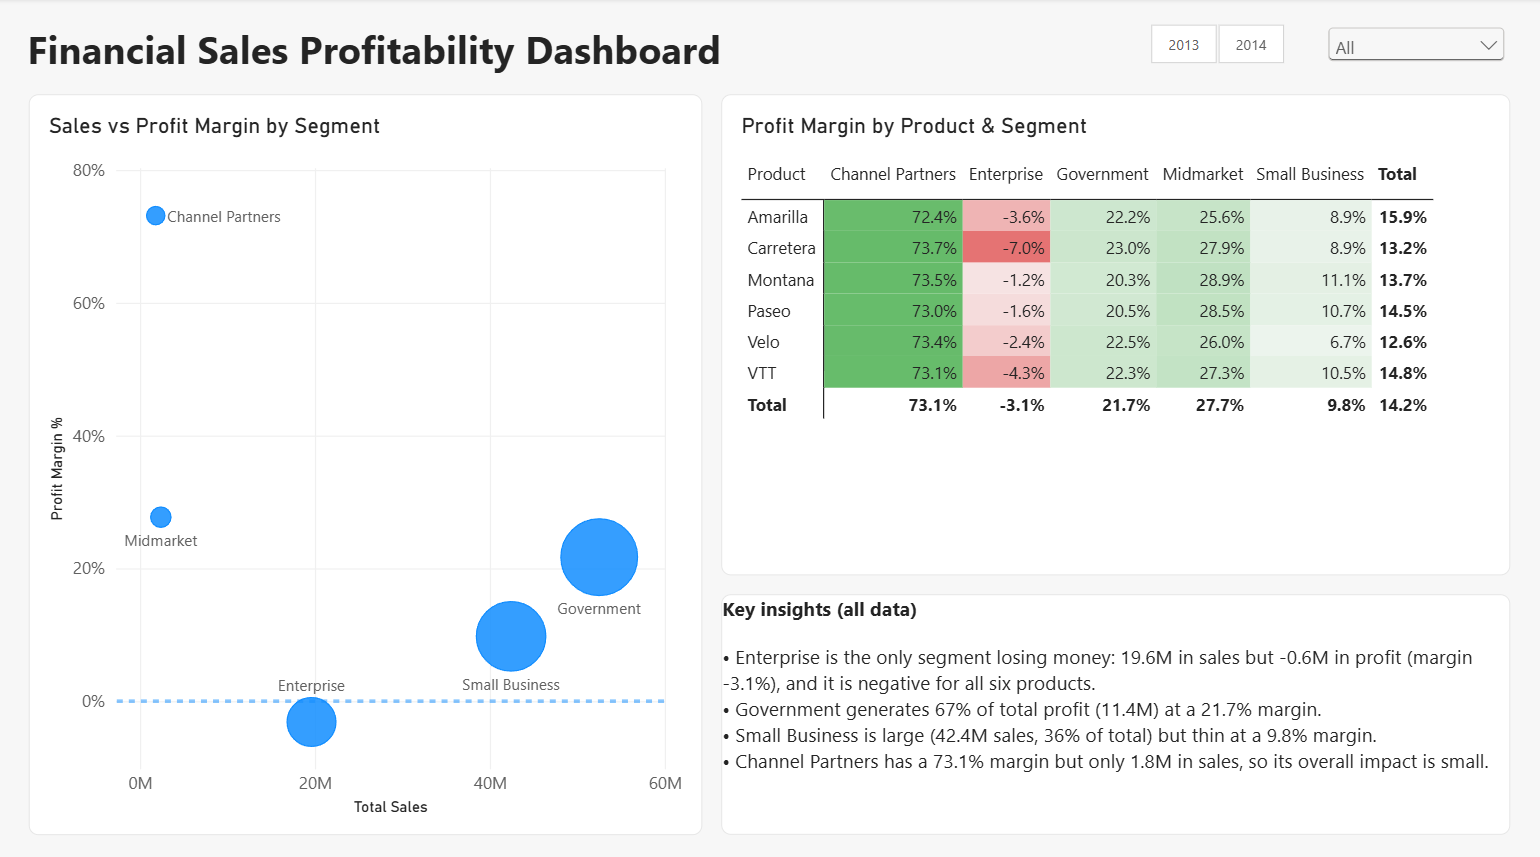 Financial Sales Profitability Dashboard
2013 2014 All
Sales vs Profit Margin by Segment
80%
60%
40%
20%
0%
Profit Margin %
Channel Partners
Midmarket
Government
Small Business
Enterprise
0M 20M 40M 60M
Total Sales
Profit Margin by Product & Segment
Product Channel Partners Enterprise Government Midmarket Small Business Total
Amarilla 72.4% -3.6% 22.2% 25.6% 8.9% 15.9%
Carretera 73.7% -7.0% 23.0% 27.9% 8.9% 13.2%
Montana 73.5% -1.2% 20.3% 28.9% 11.1% 13.7%
Paseo 73.0% -1.6% 20.5% 28.5% 10.7% 14.5%
Velo 73.4% -2.4% 22.5% 26.0% 6.7% 12.6%
VTT 73.1% -4.3% 22.3% 27.3% 10.5% 14.8%
Total 73.1% -3.1% 21.7% 27.7% 9.8% 14.2%
Key insights (all data)
• Enterprise is the only segment losing money: 19.6M in sales but -0.6M in profit (margin
-3.1%), and it is negative for all six products.
• Government generates 67% of total profit (11.4M) at a 21.7% margin.
• Small Business is large (42.4M sales, 36% of total) but thin at a 9.8% margin.
• Channel Partners has a 73.1% margin but only 1.8M in sales, so its overall impact is small.